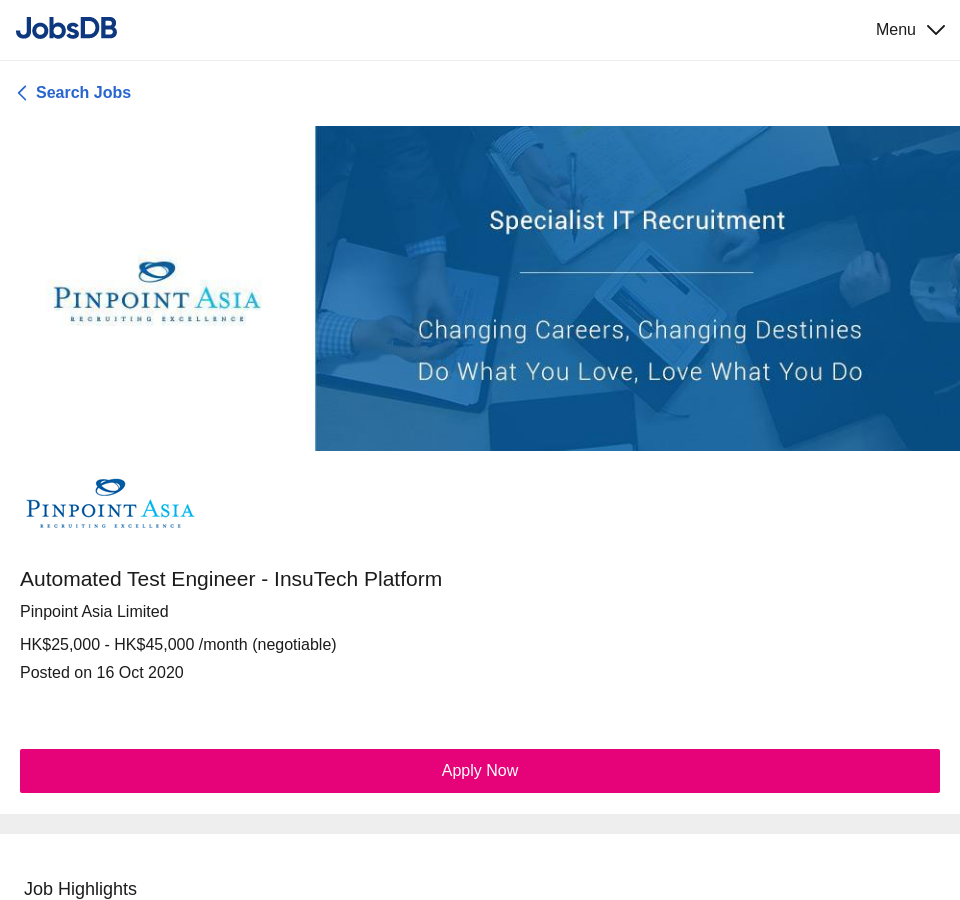 JobsDB
Menu
Search Jobs
PINPOINT ASIA
RECRUITING EXCELLENCE
Specialist IT Recruitment
Changing Careers, Changing Destinies
Do What You Love, Love What You Do
PINPOINT ASIA
RECRUITING EXCELLENCE
Automated Test Engineer - InsuTech Platform
Pinpoint Asia Limited
HK$25,000 - HK$45,000 /month (negotiable)
Posted on 16 Oct 2020
Apply Now
Job Highlights